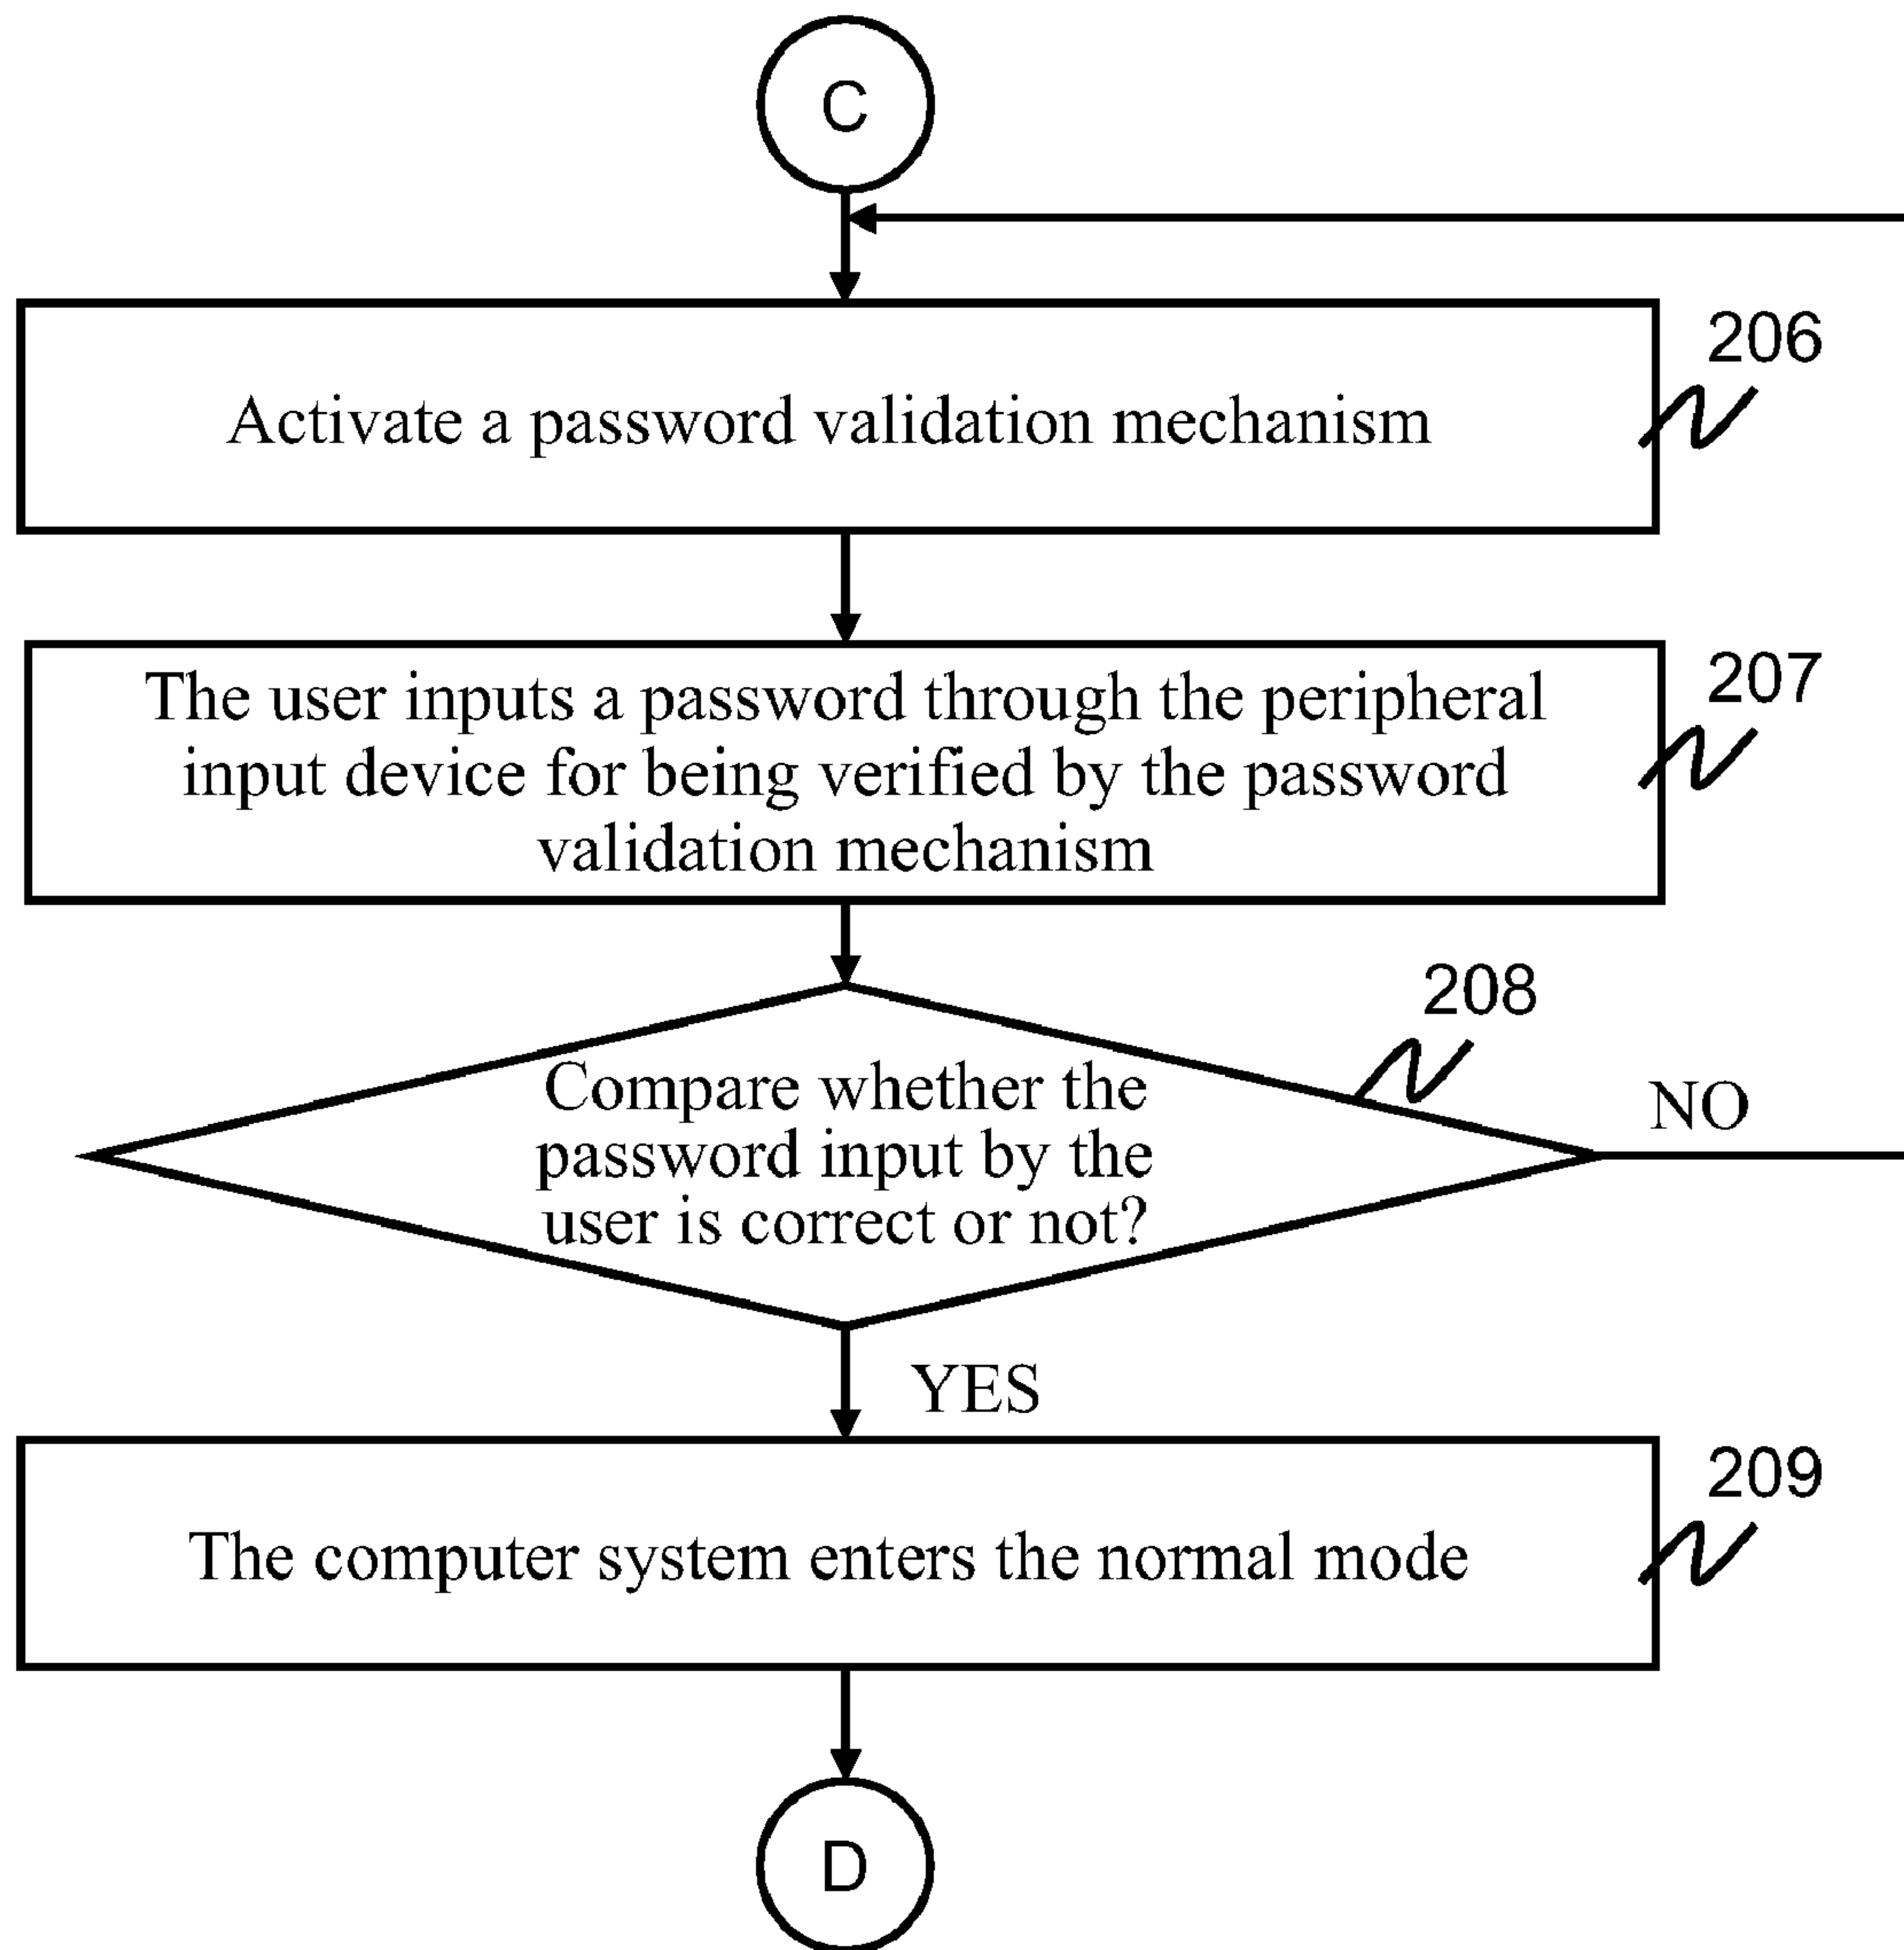 C
206
Activate a password validation mechanism
207
The user inputs a password through the peripheral
input device for being verified by the password
validation mechanism
208
Compare whether the
password input by the
user is correct or not?
NO
YES
209
The computer system enters the normal mode
D